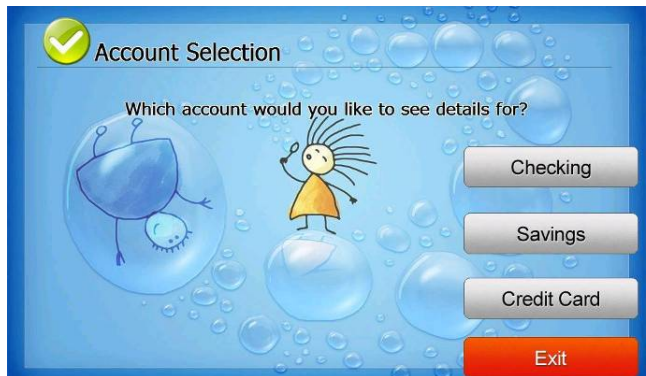 Account Selection
Which account would you like to see details for?
Checking
Savings
Credit Card
Exit